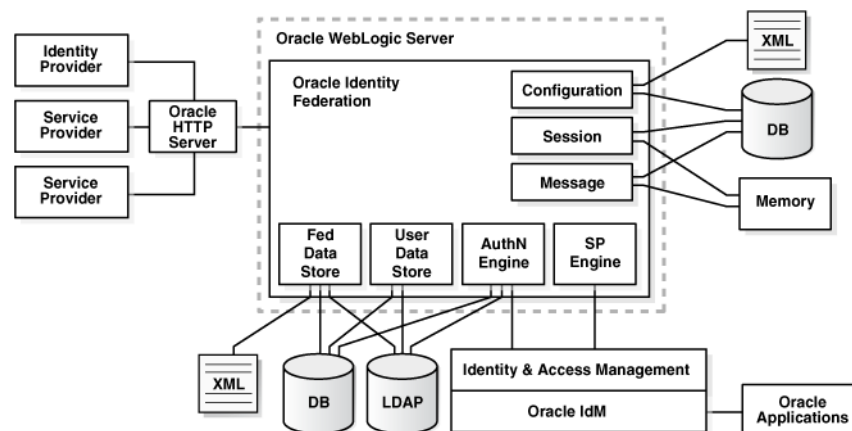 Oracle WebLogic Server
Identity
Provider
Service
Provider
Service
Provider
Oracle
HTTP
Server
Oracle Identity
Federation
Configuration
Session
Message
XML
DB
Memory
Fed
Data
Store
User
Data
Store
AuthN
Engine
SP
Engine
XML
DB
LDAP
Identity & Access Management
Oracle IdM
Oracle
Applications